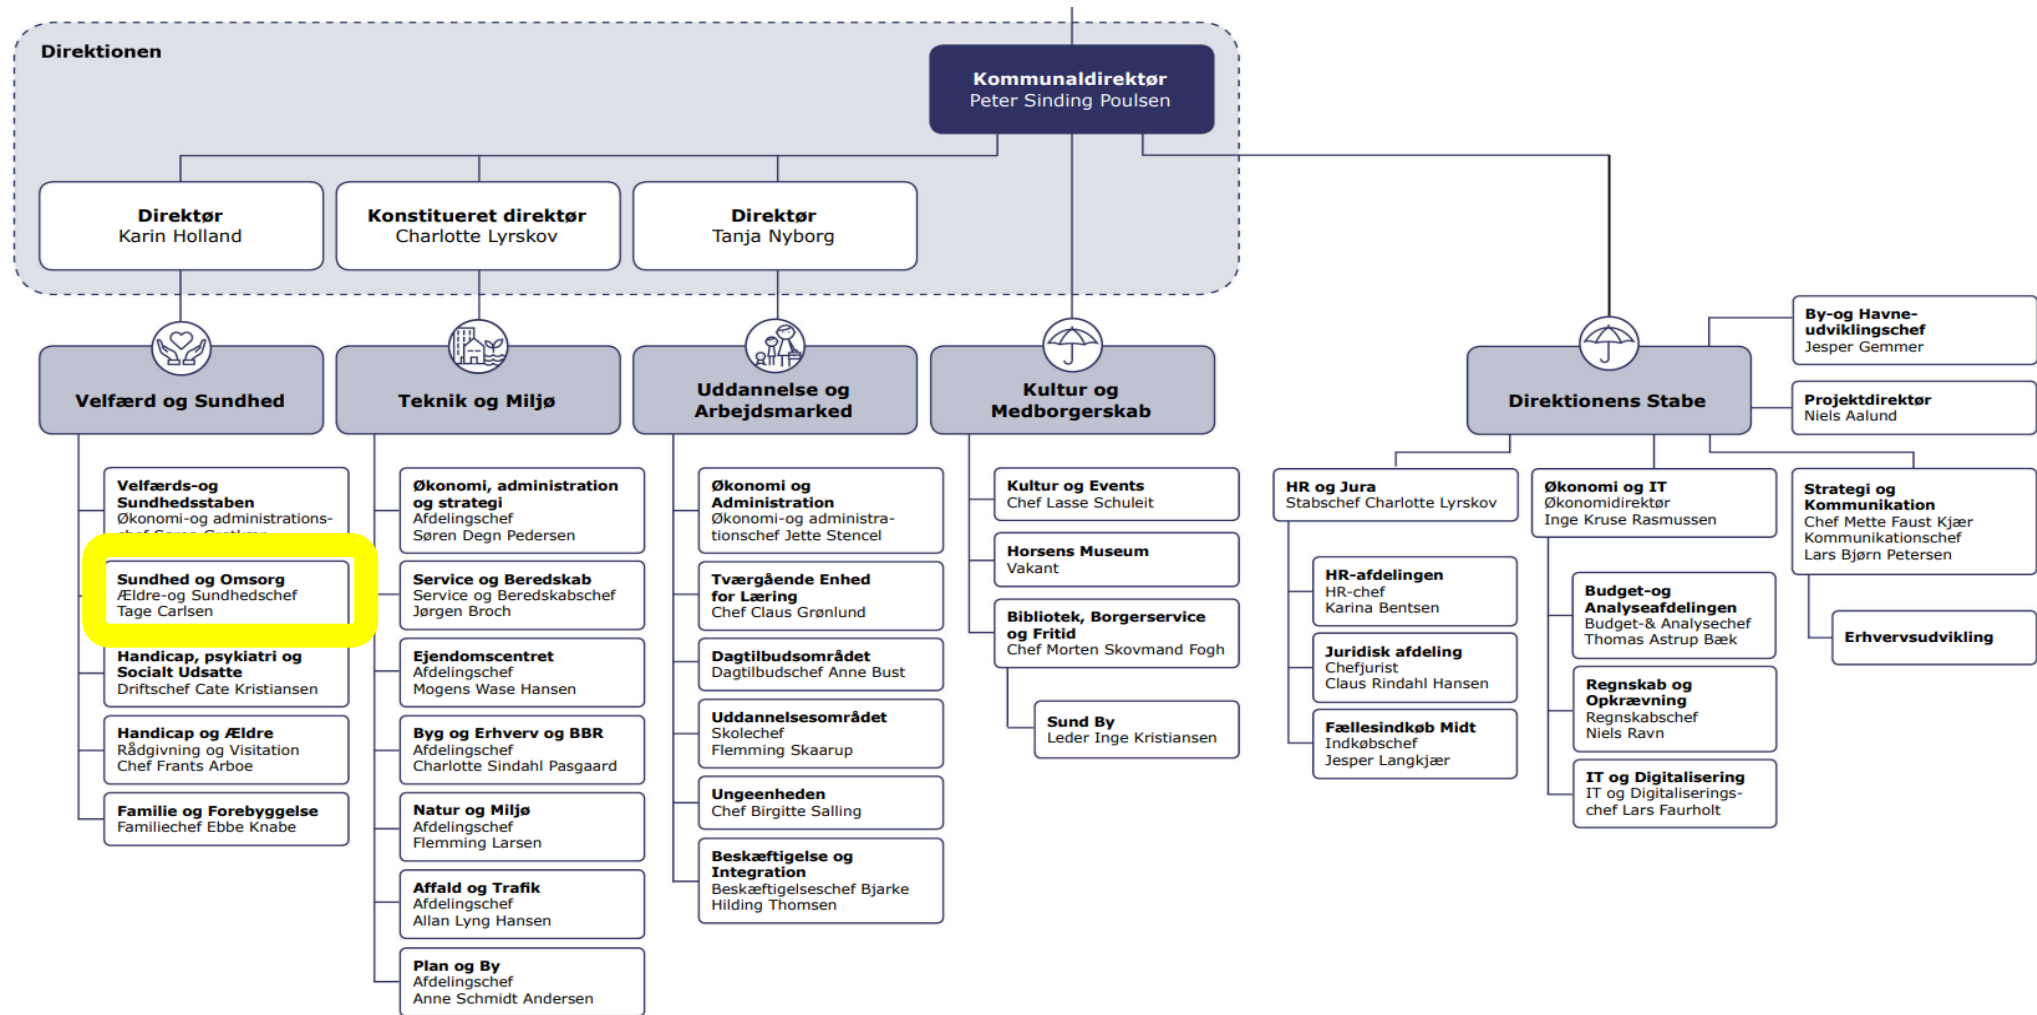 Direktionen
Kommunaldirektør
Peter Sinding Poulsen
Direktør
Karin Holland
Konstitueret direktør
Charlotte Lyrskov
Direktør
Tanja Nyborg
Velfærd og Sundhed
Velfærds-og
Sundhedsstaben
Økonomi-og administrations-
Sundhed og Omsorg
Ældre-og Sundhedschef
Tage Carlsen
Handicap, psykiatri og
Socialt Udsatte
Driftschef Cate Kristiansen
Handicap og Ældre
Rådgivning og Visitation
Chef Frants Arboe
Familie og Forebyggelse
Familiechef Ebbe Knabe
Teknik og Miljø
Økonomi, administration
og strategi
Afdelingschef
Søren Degn Pedersen
Service og Beredskab
Service og Beredskabschef
Jørgen Broch
Ejendomscentret
Afdelingschef
Mogens Wase Hansen
Byg og Erhverv og BBR
Afdelingschef
Charlotte Sindahl Pasgaard
Natur og Miljø
Afdelingschef
Flemming Larsen
Affald og Trafik
Afdelingschef
Allan Lyng Hansen
Plan og By
Afdelingschef
Anne Schmidt Andersen
Uddannelse og
Arbejdsmarked
Økonomi og
Administration
Økonomi-og administra-
tionschef Jette Stencel
Tværgående Enhed
for Læring
Chef Claus Grønlund
Dagtilbudsområdet
Dagtilbudschef Anne Bust
Uddannelsesområdet
Skolechef
Flemming Skaarup
Ungeenheden
Chef Birgitte Salling
Beskæftigelse og
Integration
Beskæftigelseschef Bjarke
Hilding Thomsen
Kultur og
Medborgerskab
Kultur og Events
Chef Lasse Schuleit
Horsens Museum
Vakant
Bibliotek, Borgerservice
og Fritid
Chef Morten Skovmand Fogh
Sund By
Leder Inge Kristiansen
Direktionens Stabe
By-og Havne-
udviklingschef
Jesper Gemmer
Projektdirektør
Niels Aalund
HR og Jura
Stabschef Charlotte Lyrskov
HR-afdelingen
HR-chef
Karina Bentsen
Juridisk afdeling
Chefjurist
Claus Rindahl Hansen
Fællesindkøb Midt
Indkøbschef
Jesper Langkjær
Økonomi og IT
Økonomidirektør
Inge Kruse Rasmussen
Budget-og
Analyseafdelingen
Budget-& Analysechef
Thomas Astrup Bæk
Regnskab og
Opkrævning
Regnskabschef
Niels Ravn
IT og Digitalisering
IT og Digitaliserings-
chef Lars Faurholt
Strategi og
Kommunikation
Chef Mette Faust Kjær
Kommunikationschef
Lars Bjørn Petersen
Erhvervsudvikling